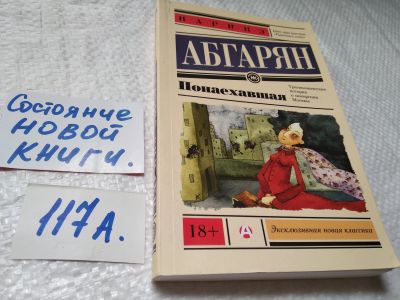 Состояние
НОВОЙ
КНИГИ.
117А.
НАРИНЭ
АБГАРЯН
Понаехавшая
18+
Эксклюзивная новая классика